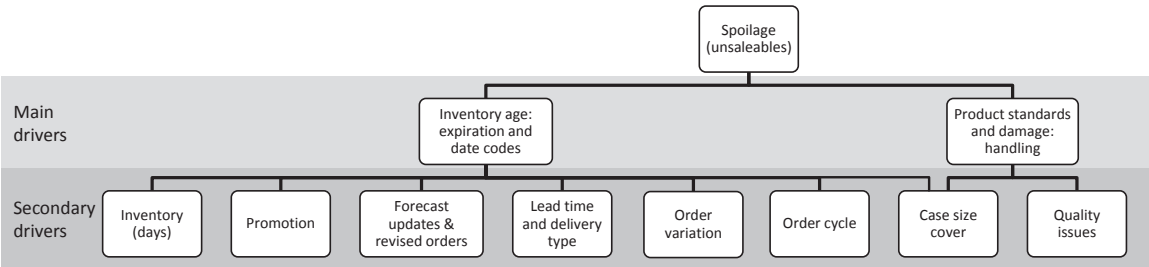 Spoilage
(unsaleables)
Main
drivers
Inventory age:
expiration and
date codes
Product standards
and damage:
handling
Secondary
drivers
Inventory
(days)
Promotion
Forecast
updates &
revised orders
Lead time
and delivery
type
Order
variation
Order cycle
Case size
cover
Quality
issues